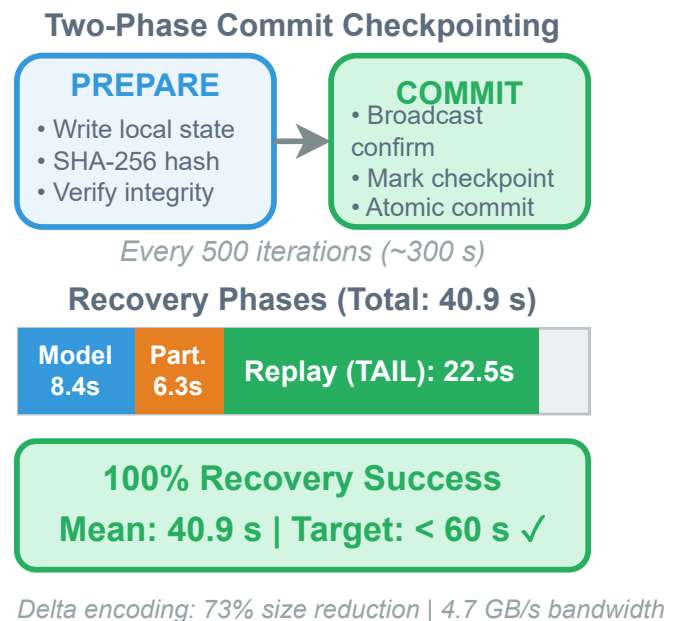 Two-Phase Commit Checkpointing
PREPARE
• Write local state
• SHA-256 hash
• Verify integrity
COMMIT
• Broadcast
confirm
• Mark checkpoint
• Atomic commit
Every 500 iterations (~300 s)
Recovery Phases (Total: 40.9 s)
Model
8.4s
Part.
6.3s
Replay (TAIL): 22.5s
100% Recovery Success
Mean: 40.9 s | Target: < 60 s ✓
Delta encoding: 73% size reduction | 4.7 GB/s bandwidth